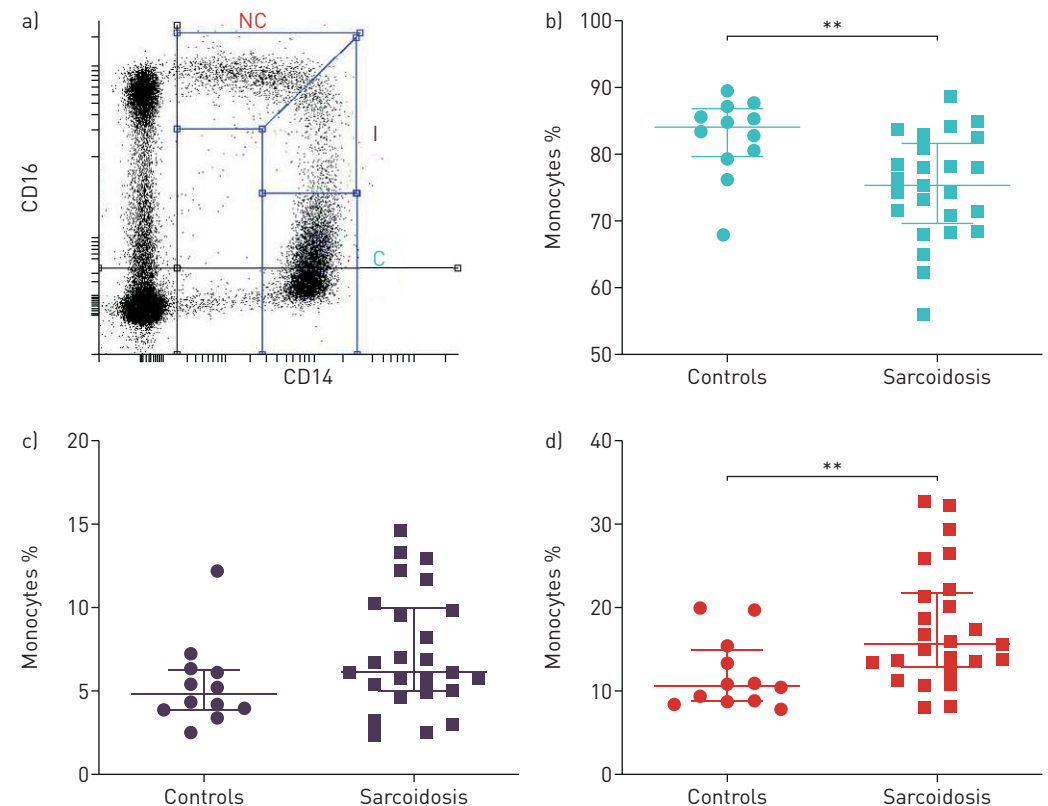 a)
NC
CD16
I
C
CD14
b)
Monocytes %
100
90
80
70
60
50
**
Controls
Sarcoidosis
c)
Monocytes %
20
15
10
5
0
Controls
Sarcoidosis
d)
Monocytes %
40
30
20
10
0
**
Controls
Sarcoidosis